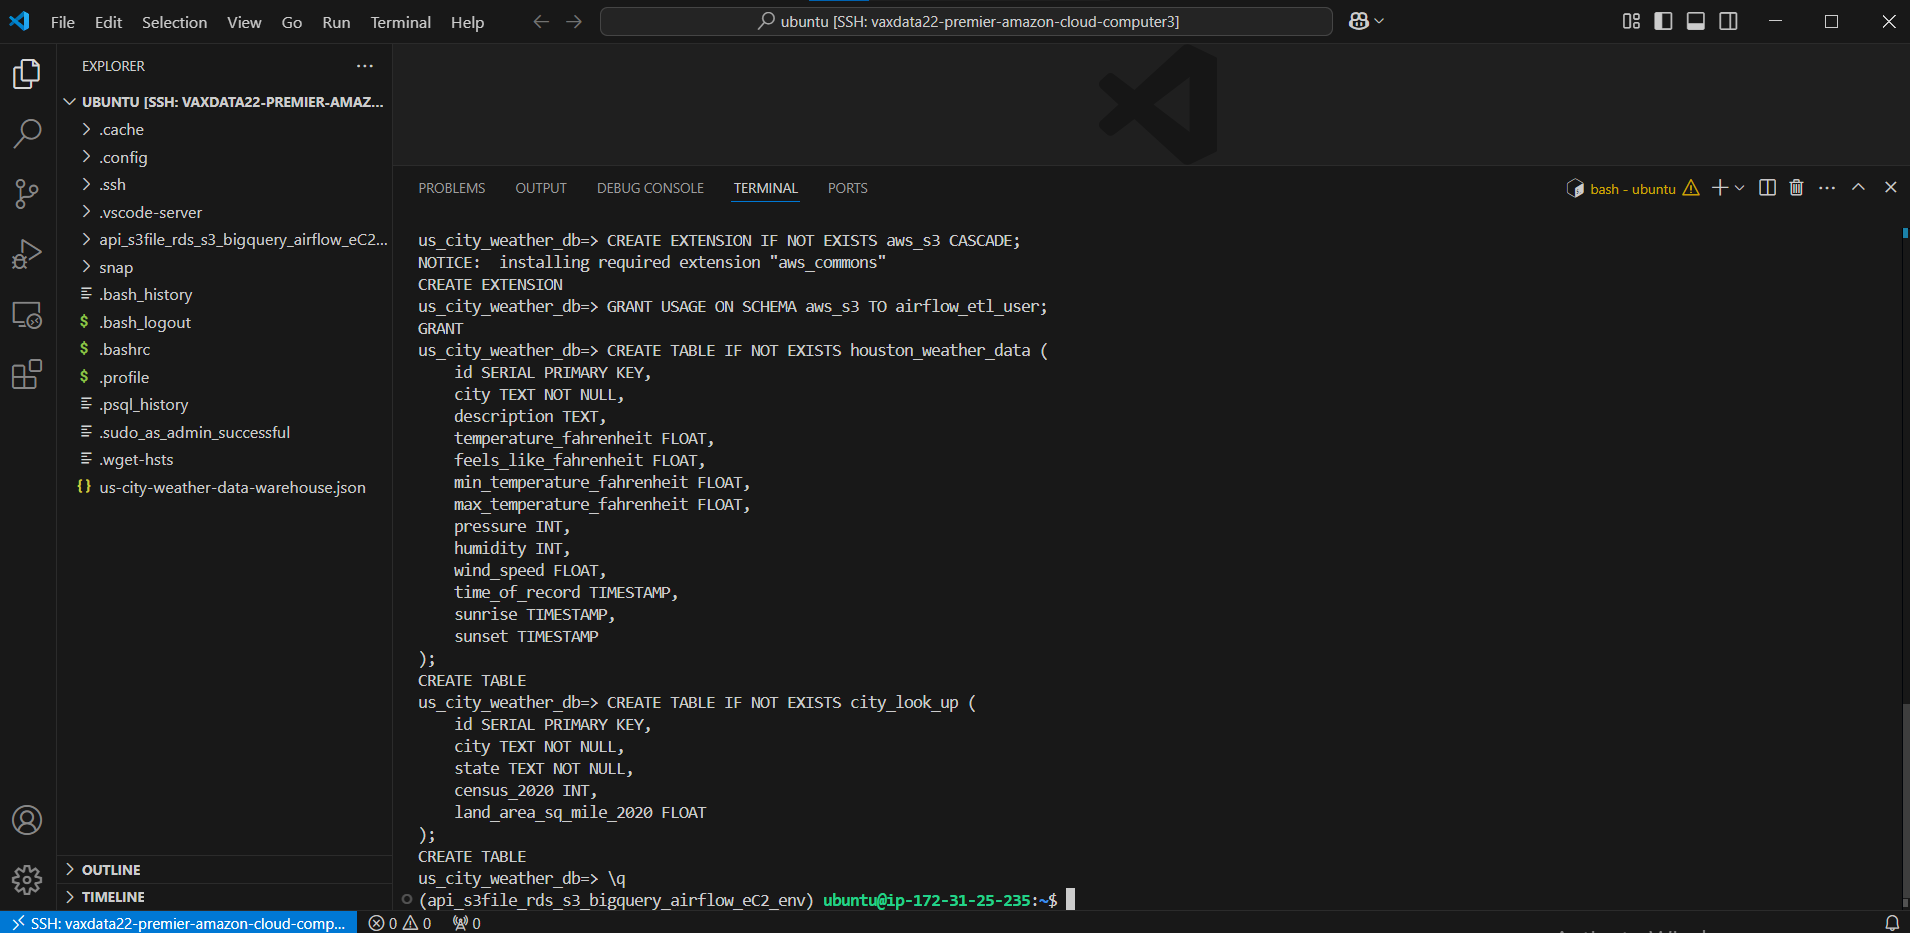 File Edit Selection View Go Run Terminal Help
ubuntu [SSH: vaxdata22-premier-amazon-cloud-computer3]
EXPLORER
UBUNTU [SSH: VAXDATA22-PREMIER-AMAZ...
.cache
.config
.ssh
.vscode-server
api_s3file_rds_s3_bigquery_airflow_eC2...
snap
.bash_history
$ .bash_logout
$ .bashrc
$ .profile
.psql_history
.sudo_as_admin_successful
.wget-hsts
{} us-city-weather-data-warehouse.json
OUTLINE
TIMELINE
PROBLEMS OUTPUT DEBUG CONSOLE TERMINAL PORTS
bash - ubuntu
us_city_weather_db=> CREATE EXTENSION IF NOT EXISTS aws_s3 CASCADE;
NOTICE:  installing required extension "aws_commons"
CREATE EXTENSION
us_city_weather_db=> GRANT USAGE ON SCHEMA aws_s3 TO airflow_etl_user;
GRANT
us_city_weather_db=> CREATE TABLE IF NOT EXISTS houston_weather_data (
    id SERIAL PRIMARY KEY,
    city TEXT NOT NULL,
    description TEXT,
    temperature_fahrenheit FLOAT,
    feels_like_fahrenheit FLOAT,
    min_temperature_fahrenheit FLOAT,
    max_temperature_fahrenheit FLOAT,
    pressure INT,
    humidity INT,
    wind_speed FLOAT,
    time_of_record TIMESTAMP,
    sunrise TIMESTAMP,
    sunset TIMESTAMP
);
CREATE TABLE
us_city_weather_db=> CREATE TABLE IF NOT EXISTS city_look_up (
    id SERIAL PRIMARY KEY,
    city TEXT NOT NULL,
    state TEXT NOT NULL,
    census_2020 INT,
    land_area_sq_mile_2020 FLOAT
);
CREATE TABLE
us_city_weather_db=> \q
(api_s3file_rds_s3_bigquery_airflow_eC2_env) ubuntu@ip-172-31-25-235:~$
SSH: vaxdata22-premier-amazon-cloud-comp... 0 0 0